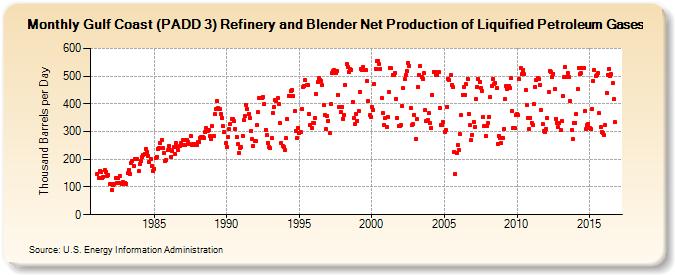 Monthly Gulf Coast (PADD 3) Refinery and Blender Net Production of Liquified Petroleum Gases
Thousand Barrels per Day
600
500
400
300
200
100
0
1985 1990 1995 2000 2005 2010 2015
Source: U.S. Energy Information Administration